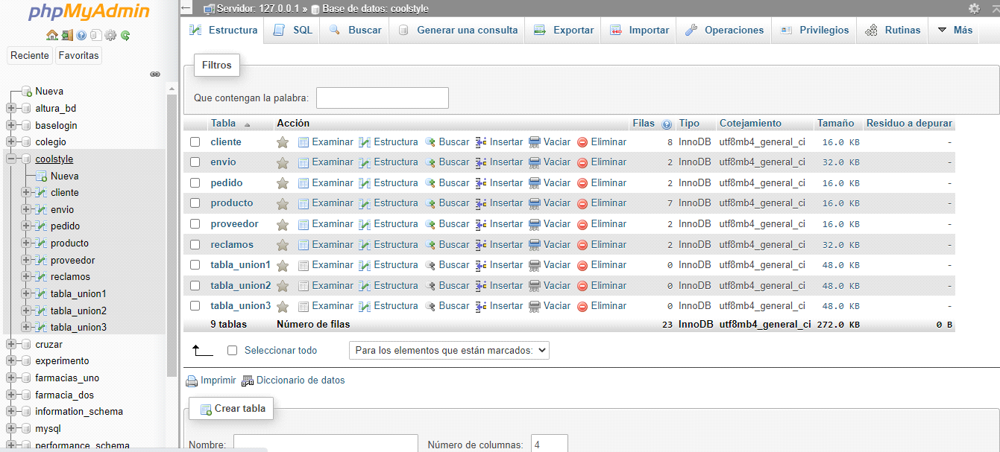 phpMyAdmin
Reciente Favoritas
Nueva
altura_bd
baselogin
colegio
coolstyle
Nueva
cliente
envio
pedido
producto
proveedor
reclamos
tabla_union1
tabla_union2
tabla_union3
cruzar
experimento
farmacias_uno
farmacia_dos
information_schema
mysql
performance_schema
Servidor: 127.0.0.1 » Base de datos: coolstyle
Estructura SQL Buscar Generar una consulta Exportar Importar Operaciones Privilegios Rutinas Más
Filtros
Que contengan la palabra:
Tabla Acción Filas Tipo Cotejamiento Tamaño Residuo a depurar
cliente Examinar Estructura Buscar Insertar Vaciar Eliminar 8 InnoDB utf8mb4_general_ci 16.0 KB -
envio Examinar Estructura Buscar Insertar Vaciar Eliminar 2 InnoDB utf8mb4_general_ci 32.0 KB -
pedido Examinar Estructura Buscar Insertar Vaciar Eliminar 2 InnoDB utf8mb4_general_ci 16.0 KB -
producto Examinar Estructura Buscar Insertar Vaciar Eliminar 7 InnoDB utf8mb4_general_ci 16.0 KB -
proveedor Examinar Estructura Buscar Insertar Vaciar Eliminar 2 InnoDB utf8mb4_general_ci 16.0 KB -
reclamos Examinar Estructura Buscar Insertar Vaciar Eliminar 2 InnoDB utf8mb4_general_ci 32.0 KB -
tabla_union1 Examinar Estructura Buscar Insertar Vaciar Eliminar 0 InnoDB utf8mb4_general_ci 48.0 KB -
tabla_union2 Examinar Estructura Buscar Insertar Vaciar Eliminar 0 InnoDB utf8mb4_general_ci 48.0 KB -
tabla_union3 Examinar Estructura Buscar Insertar Vaciar Eliminar 0 InnoDB utf8mb4_general_ci 48.0 KB -
9 tablas Número de filas 23 InnoDB utf8mb4_general_ci 272.0 KB 0 B
Seleccionar todo Para los elementos que están marcados:
Imprimir Diccionario de datos
Crear tabla
Nombre: Número de columnas: 4